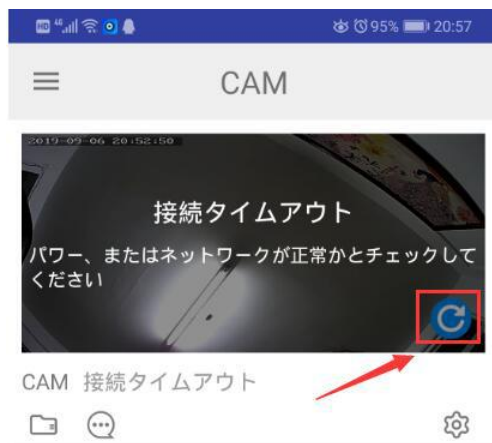 HD 4G 95% 20:57
CAM
2019-09-06 20:52:50
接続タイムアウト
パワー、またはネットワークが正常かとチェックして
ください
CAM 接続タイムアウト